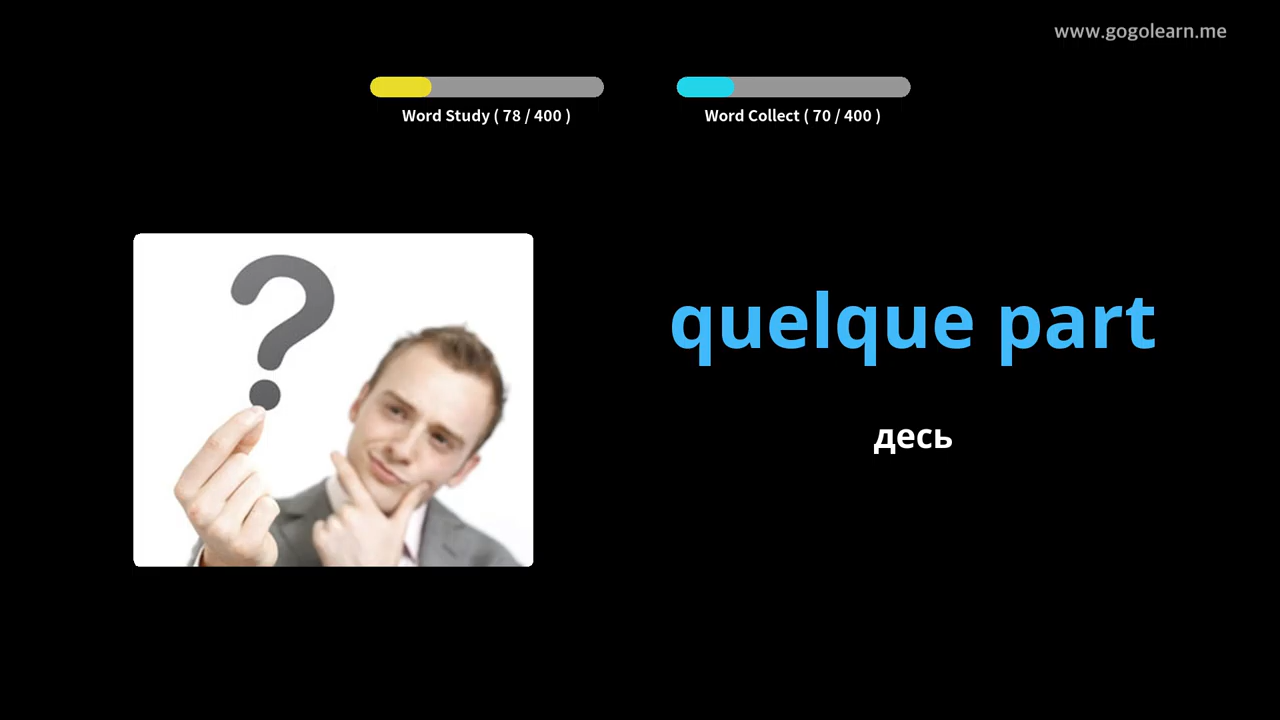 www.gogolearn.me
Word Study ( 78 / 400 )
Word Collect ( 70 / 400 )
?
quelque part
десь